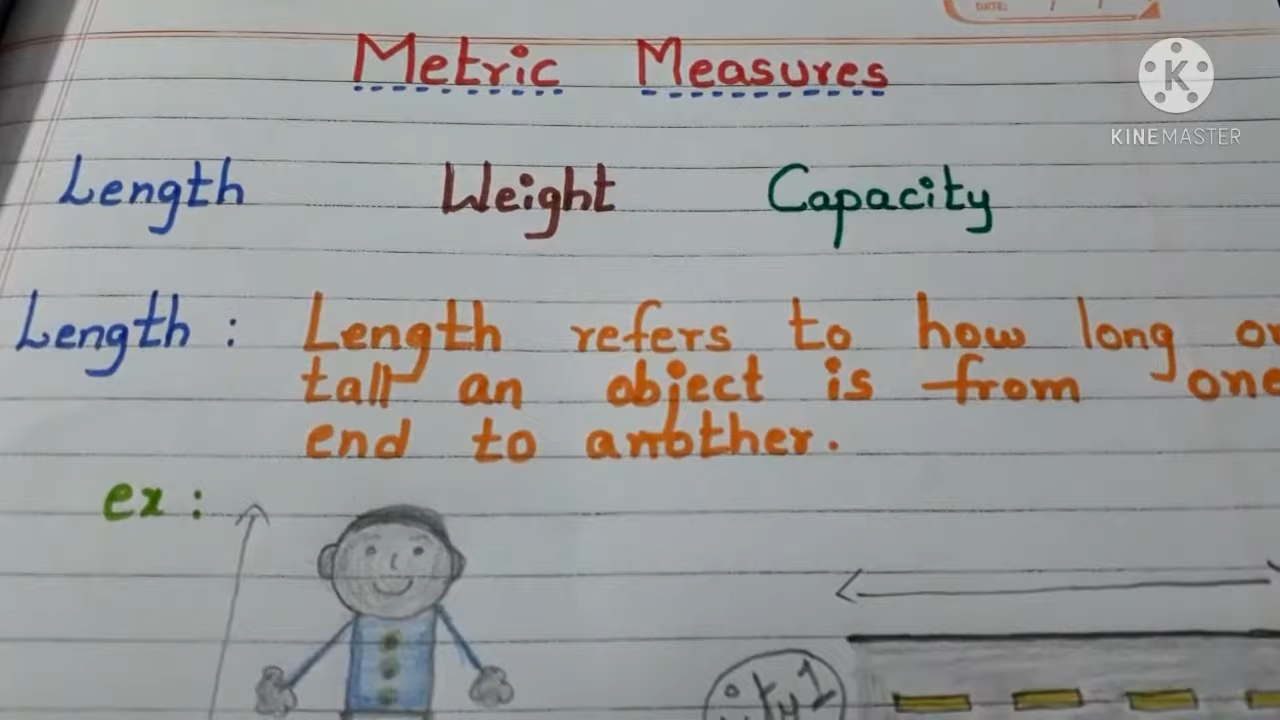 DATE: / /
Metric Measures
KINEMASTER
Length Weight Capacity
Length : Length refers to how long or
tall an object is from one
end to another.
ex :